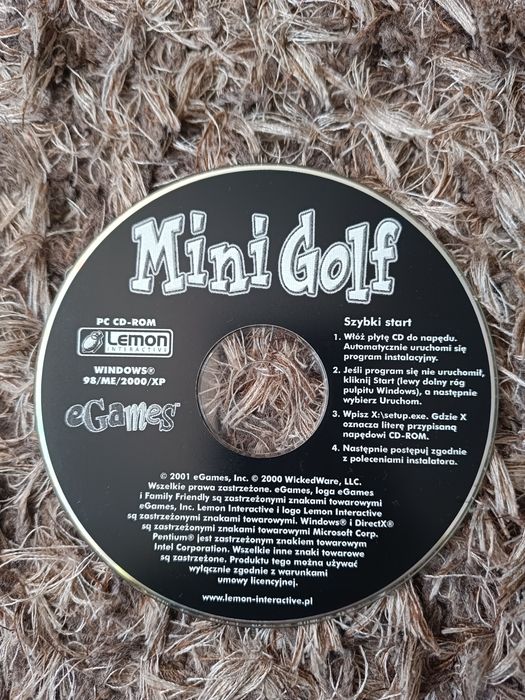 Mini Golf
PC CD-ROM
Lemon
INTERACTIVE
WINDOWS®
98/ME/2000/XP
eGames™
Szybki start
1. Włóż płytę CD do napędu.
Automatycznie uruchomi się
program instalacyjny.
2. Jeśli program się nie uruchomił,
kliknij Start (lewy dolny róg
pulpitu Windows), a następnie
wybierz Uruchom.
3. Wpisz X:\setup.exe. Gdzie X
oznacza literę przypisaną
napędowi CD-ROM.
4. Następnie postępuj zgodnie
z poleceniami instalatora.
© 2001 eGames, Inc. © 2000 WickedWare, LLC.
Wszelkie prawa zastrzeżone. eGames, loga eGames
i Family Friendly są zastrzeżonymi znakami towarowymi
eGames, Inc. Lemon Interactive i logo Lemon Interactive
są zastrzeżonymi znakami towarowymi. Windows® i DirectX®
są zastrzeżonymi znakami towarowymi Microsoft Corp.
Pentium® jest zastrzeżonym znakiem towarowym
Intel Corporation. Wszelkie inne znaki towarowe
są zastrzeżone. Produktu tego można używać
wyłącznie zgodnie z warunkami
umowy licencyjnej.
www.lemon-interactive.pl